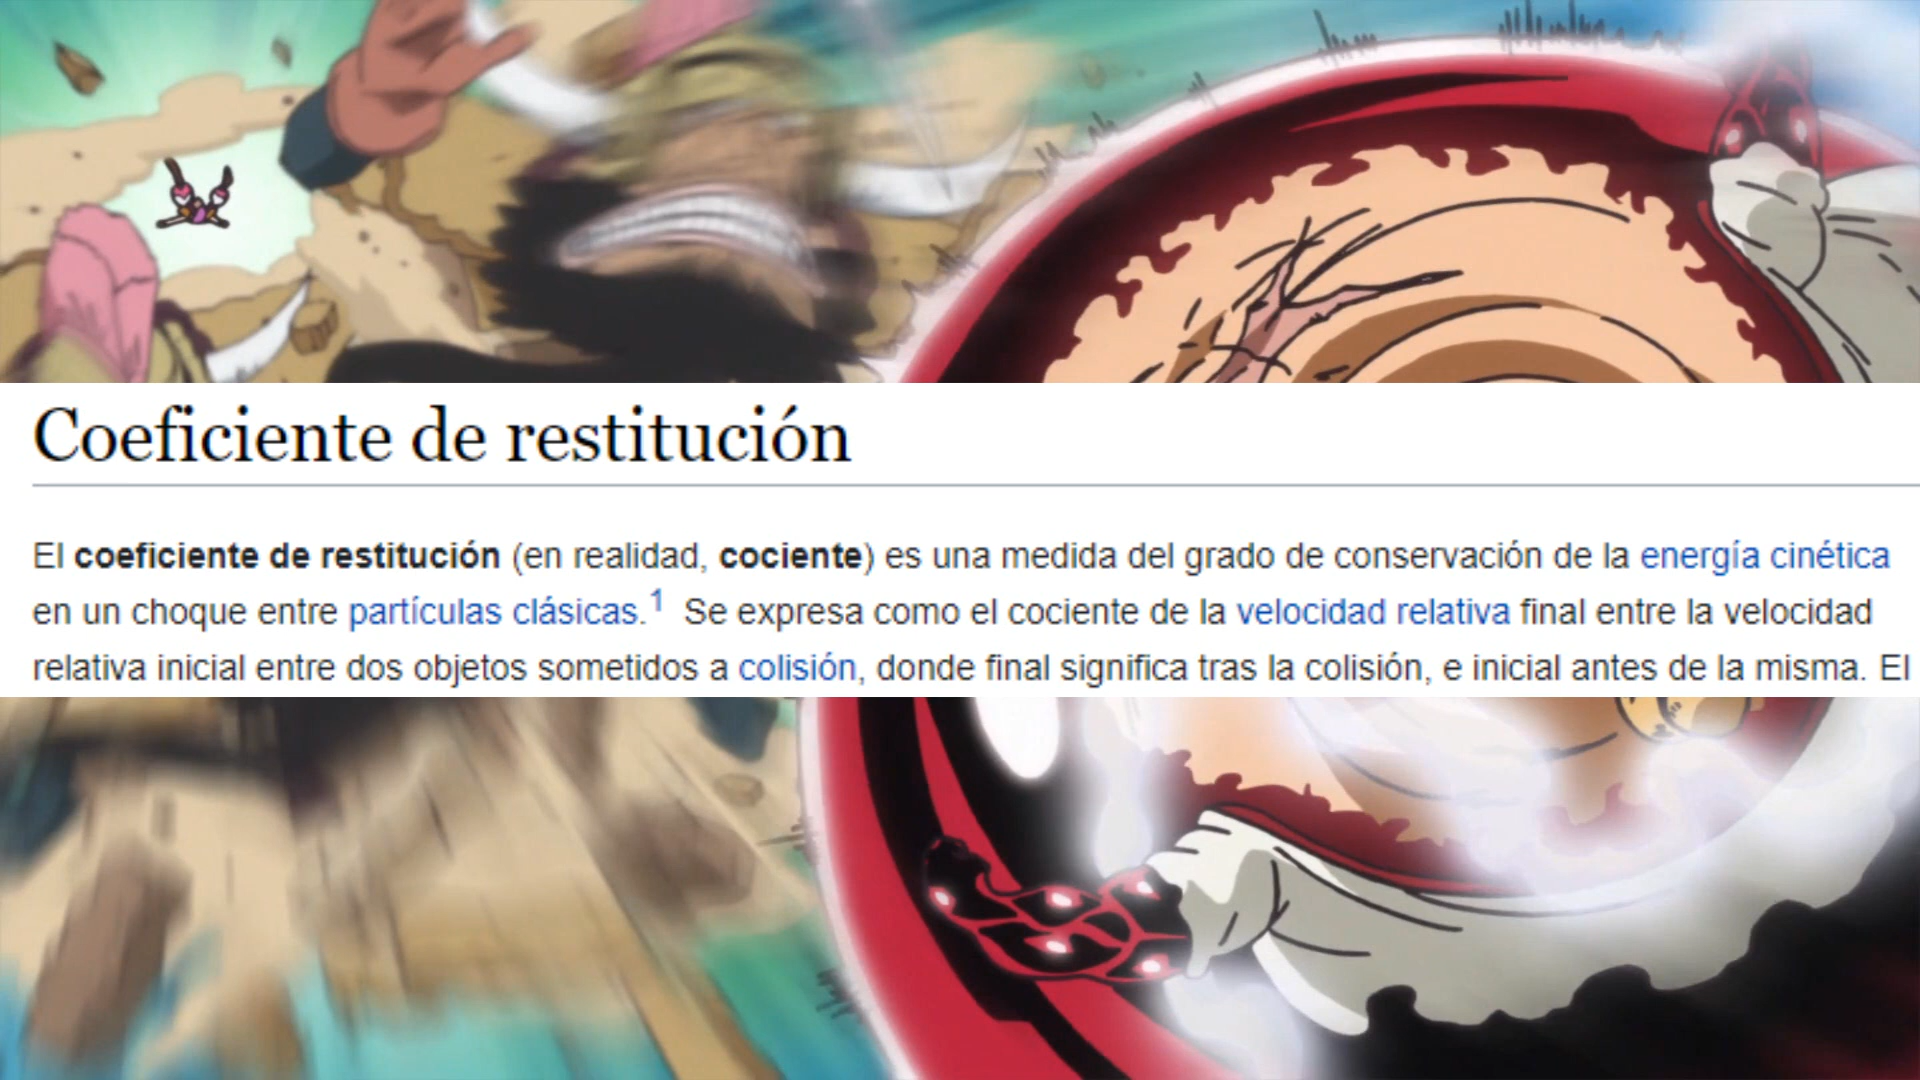 Coeficiente de restitución
El coeficiente de restitución (en realidad, cociente) es una medida del grado de conservación de la energía cinética
en un choque entre partículas clásicas.1 Se expresa como el cociente de la velocidad relativa final entre la velocidad
relativa inicial entre dos objetos sometidos a colisión, donde final significa tras la colisión, e inicial antes de la misma. El